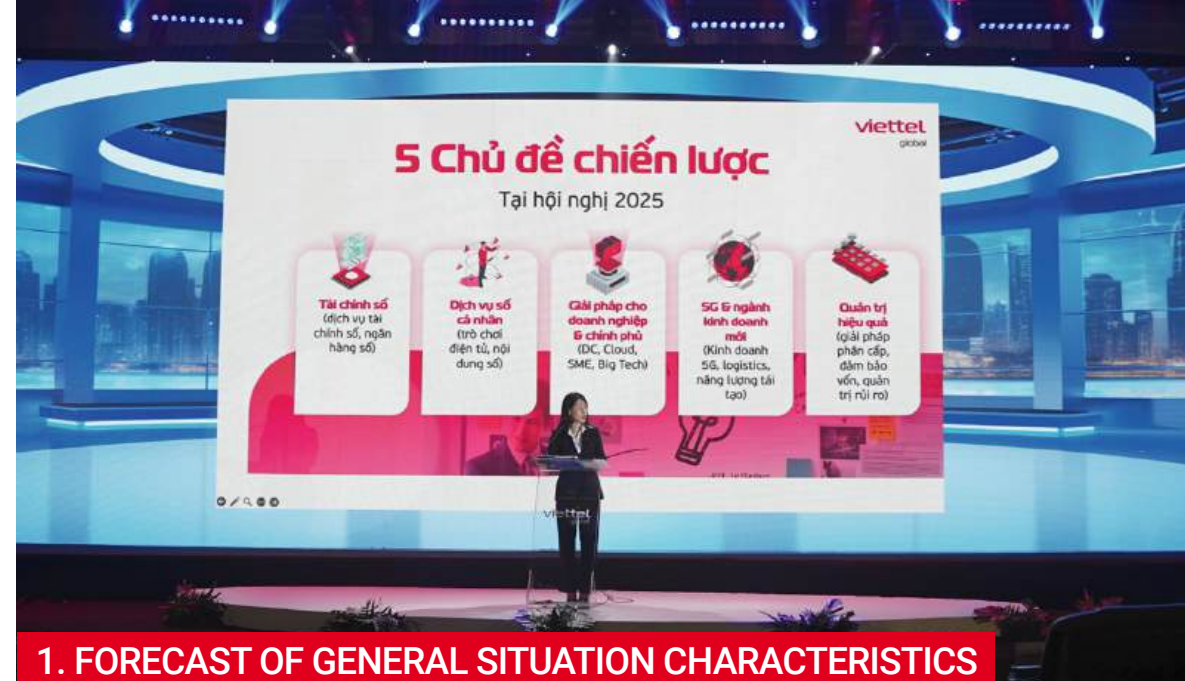 viettel
global
5 Chủ đề chiến lược
Tại hội nghị 2025
Tài chính số
(dịch vụ tài
chính số, ngân
hàng số)
Dịch vụ số
cá nhân
(trò chơi
điện tử, nội
dung số)
Giải pháp cho
doanh nghiệp
& chính phủ
(DC, Cloud,
SME, Big Tech)
5G & ngành
kinh doanh
mới
(Kinh doanh
5G, logistics,
năng lượng tái
tạo)
Quản trị
hiệu quả
(giải pháp
phân cấp,
đảm bảo
vốn, quản
trị rủi ro)
viettel
1. FORECAST OF GENERAL SITUATION CHARACTERISTICS